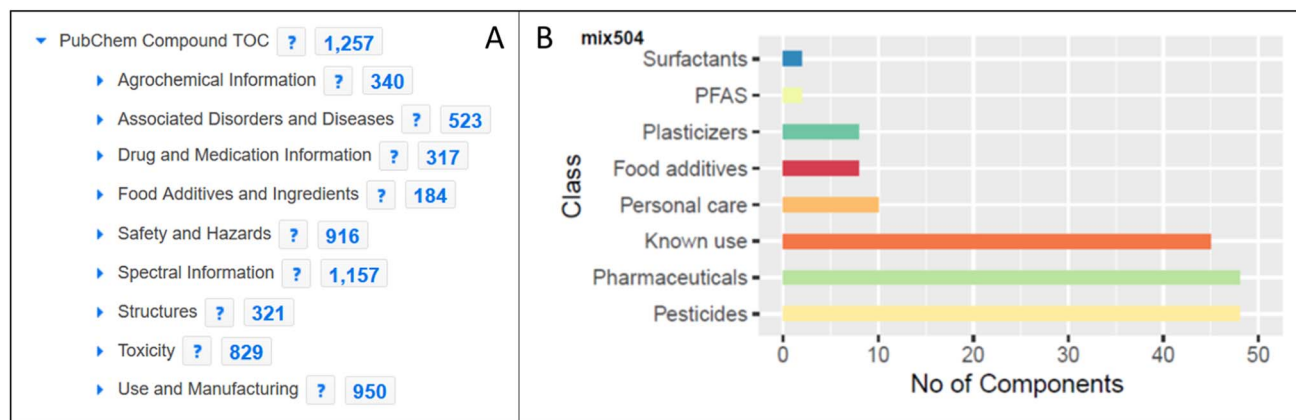 PubChem Compound TOC ? 1,257
A
Agrochemical Information ? 340
Associated Disorders and Diseases ? 523
Drug and Medication Information ? 317
Food Additives and Ingredients ? 184
Safety and Hazards ? 916
Spectral Information ? 1,157
Structures ? 321
Toxicity ? 829
Use and Manufacturing ? 950
B
mix504
Class
Surfactants
PFAS
Plasticizers
Food additives
Personal care
Known use
Pharmaceuticals
Pesticides
0 10 20 30 40 50
No of Components